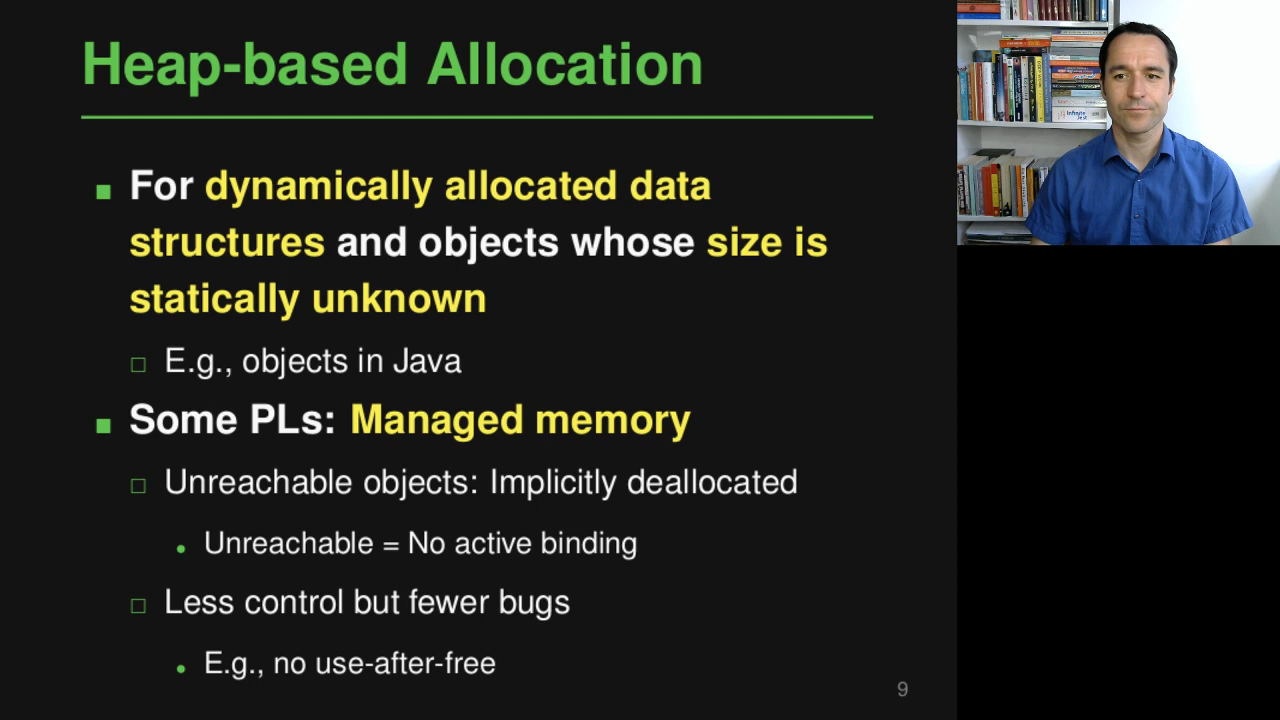 Heap-based Allocation
For dynamically allocated data
structures and objects whose size is
statically unknown
E.g., objects in Java
Some PLs: Managed memory
Unreachable objects: Implicitly deallocated
Unreachable = No active binding
Less control but fewer bugs
E.g., no use-after-free
9
Infinite
Jest